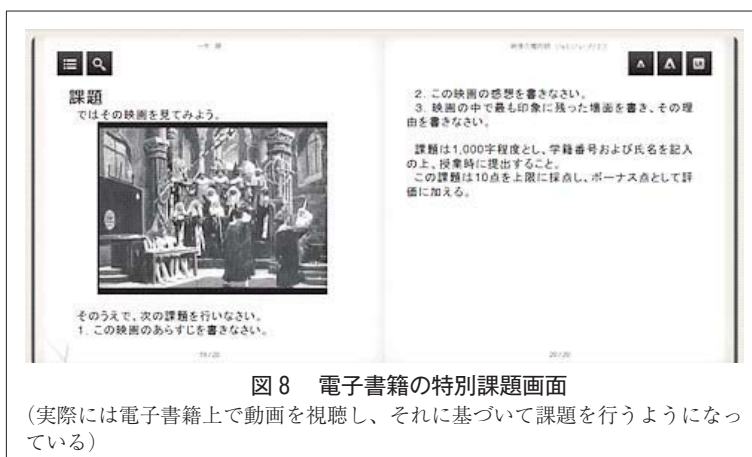 課題
ではその映画を見てみよう。
そのうえで、次の課題を行いなさい。
1. この映画のあらすじを書きなさい。
19 / 20
2. この映画の感想を書きなさい。
3. 映画の中で最も印象に残った場面を書き、その理
由を書きなさい。
課題は1,000字程度とし、学籍番号および氏名を記入
の上、授業時に提出すること。
この課題は10点を上限に採点し、ボーナス点として評
価に加える。
20 / 20
図 8　電子書籍の特別課題画面
(実際には電子書籍上で動画を視聴し、それに基づいて課題を行うようになっ
ている)